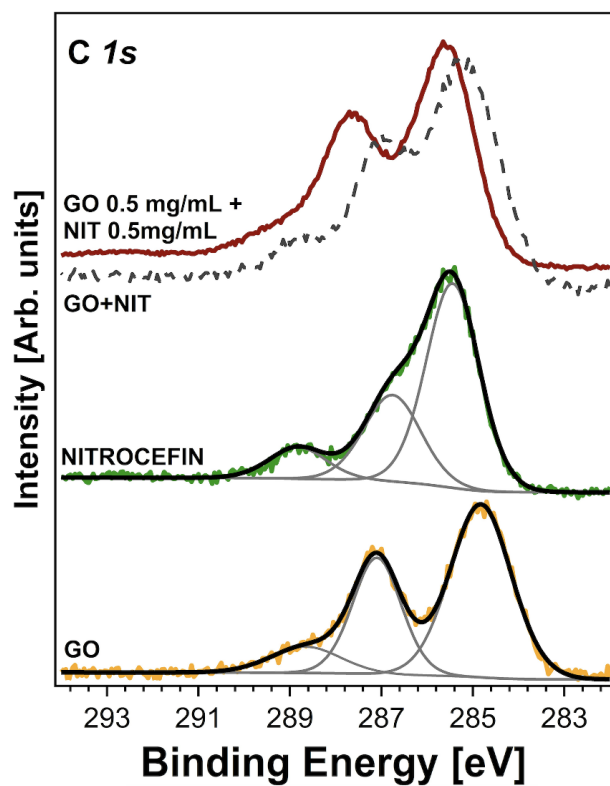 C 1s
GO 0.5 mg/mL +
NIT 0.5mg/mL
GO+NIT
NITROCEFIN
GO
Intensity [Arb. units]
293 291 289 287 285 283
Binding Energy [eV]